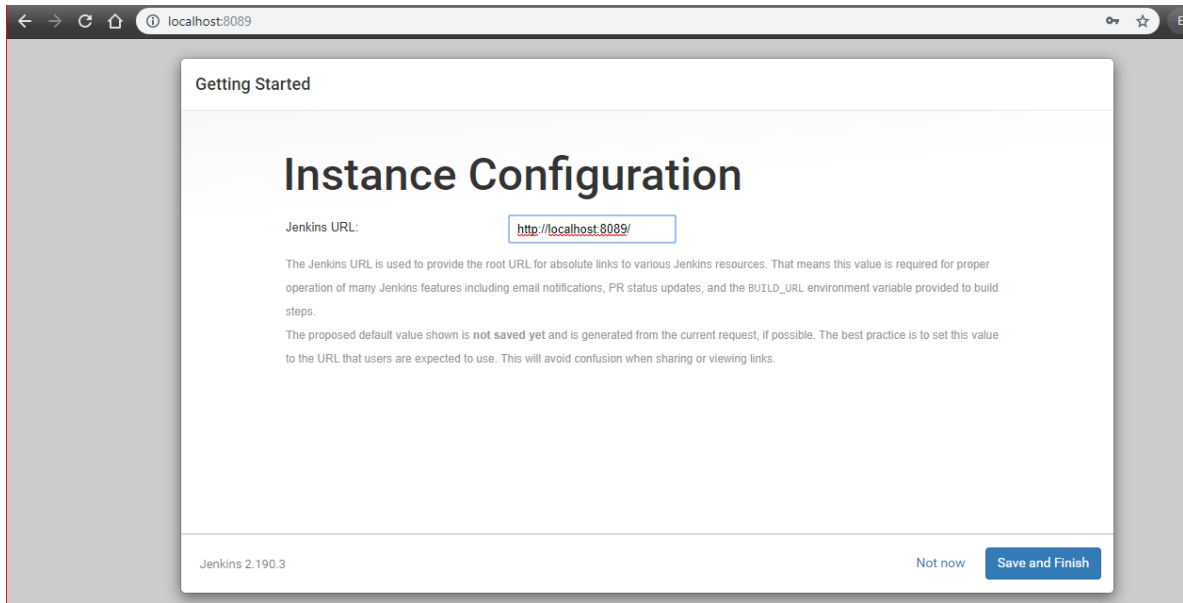 localhost:8089
Getting Started
Instance Configuration
Jenkins URL:
http://localhost:8089/
The Jenkins URL is used to provide the root URL for absolute links to various Jenkins resources. That means this value is required for proper
operation of many Jenkins features including email notifications, PR status updates, and the BUILD_URL environment variable provided to build
steps.
The proposed default value shown is not saved yet and is generated from the current request, if possible. The best practice is to set this value
to the URL that users are expected to use. This will avoid confusion when sharing or viewing links.
Jenkins 2.190.3
Not now
Save and Finish